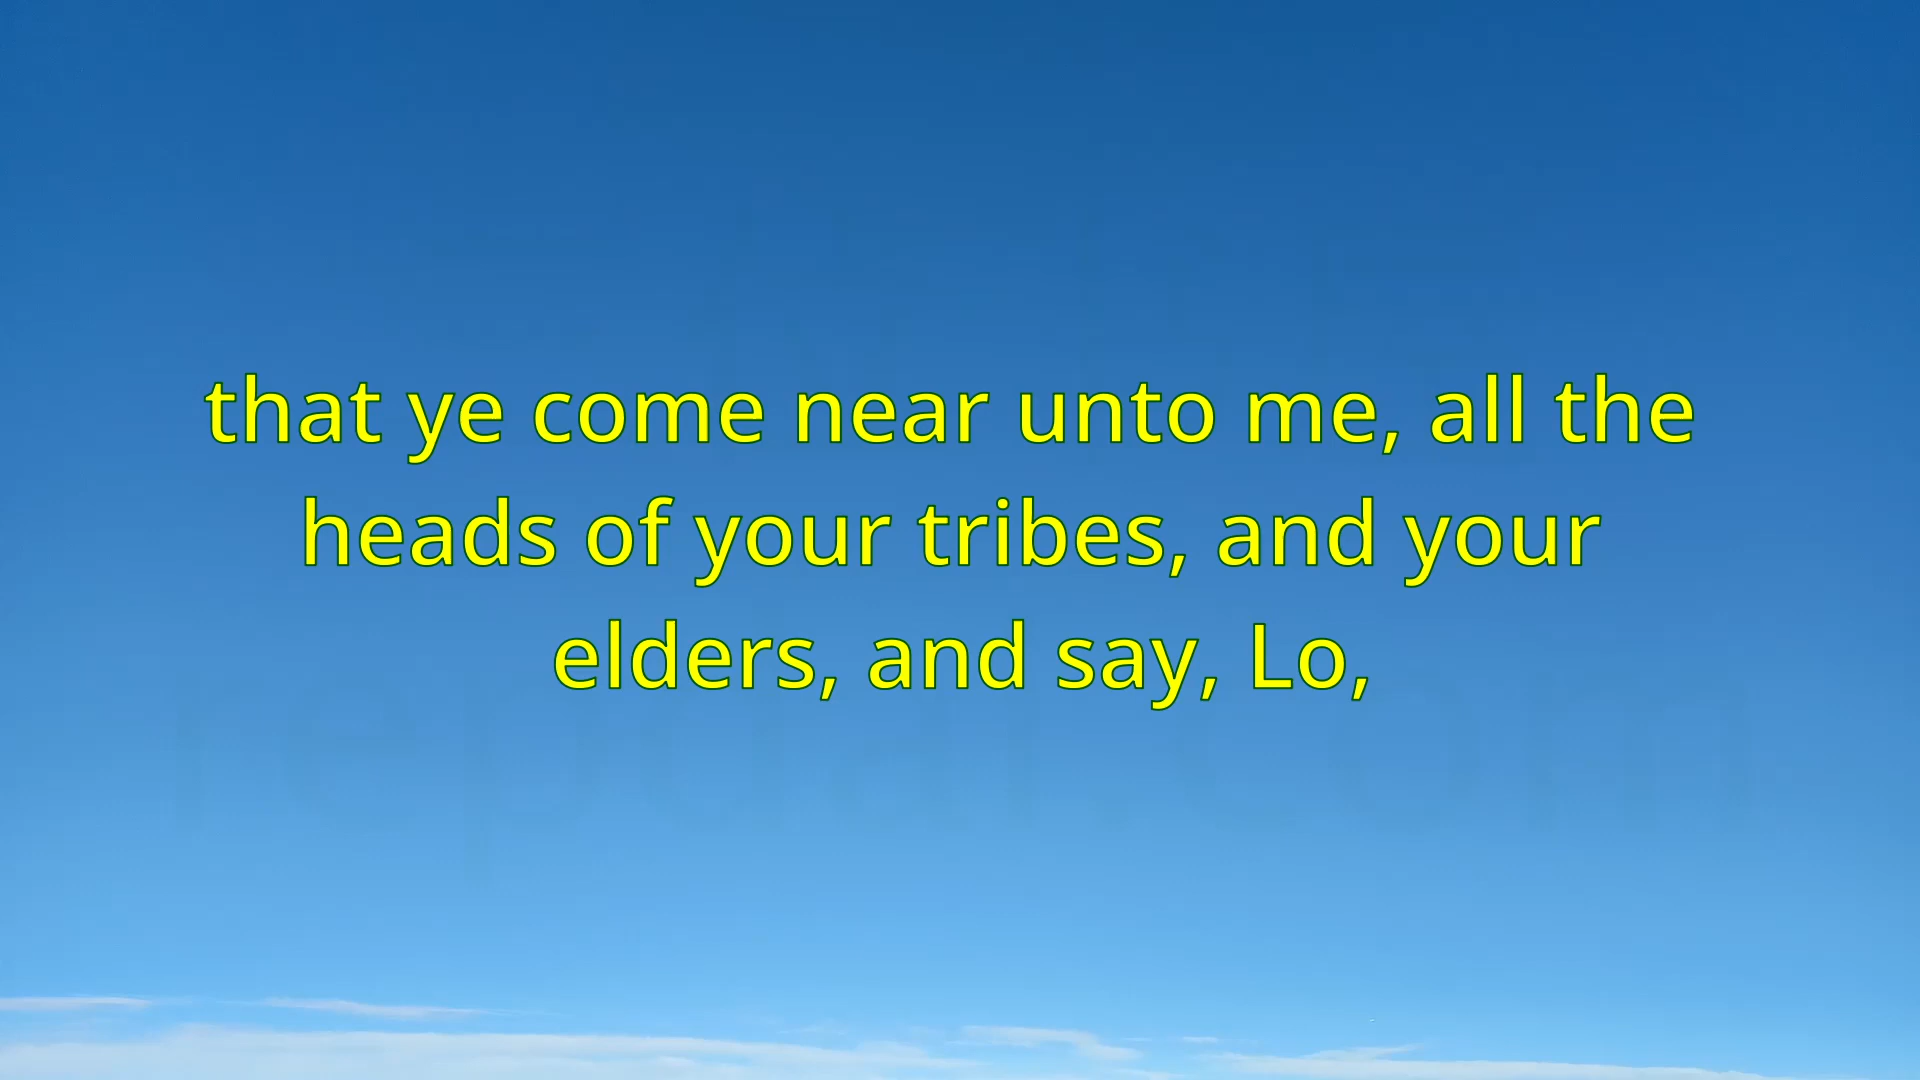 that ye come near unto me, all the
heads of your tribes, and your
elders, and say, Lo,